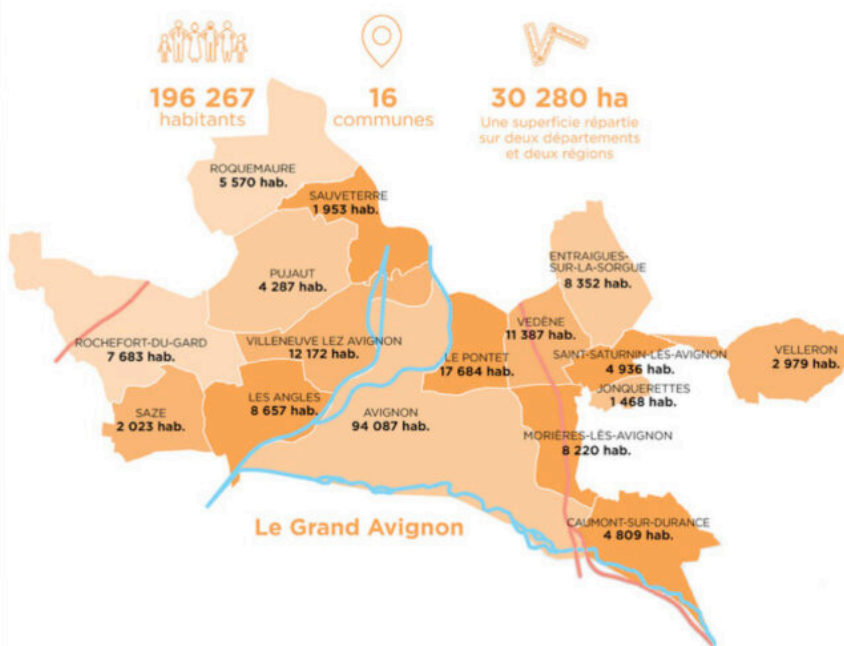 196 267
habitants
16
communes
30 280 ha
Une superficie répartie
sur deux départements
et deux régions
ROQUEMAURE
5 570 hab.
SAUVETERRE
1 953 hab.
ENTRAIGUES-
SUR-LA-SORGUE
8 352 hab.
PUJAUT
4 287 hab.
VEDÈNE
11 387 hab.
ROCHEFORT-DU-GARD
7 683 hab.
VILLENEUVE LEZ AVIGNON
12 172 hab.
LE PONTET
17 684 hab.
SAINT-SATURNIN-LES-AVIGNON
4 936 hab.
VELLERON
2 979 hab.
JONQUERETTES
1 468 hab.
SAZE
2 023 hab.
LES ANGLES
8 657 hab.
AVIGNON
94 087 hab.
MORIÈRES-LÈS-AVIGNON
8 220 hab.
Le Grand Avignon
CAUMONT-SUR-DURANCE
4 809 hab.